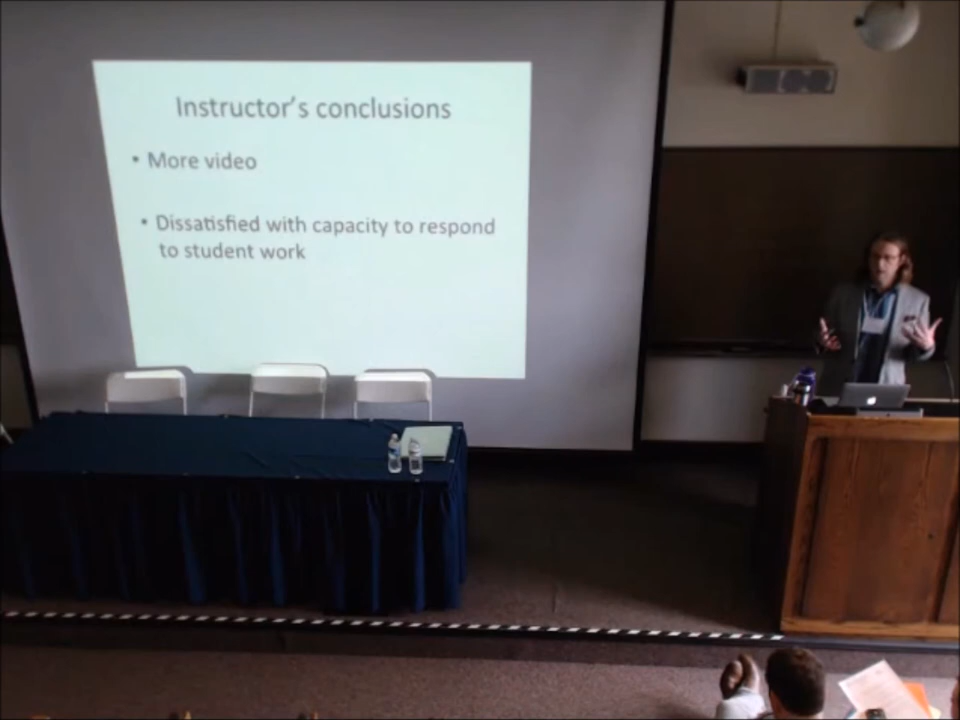 Instructor's conclusions
• More video
• Dissatisfied with capacity to respond
to student work